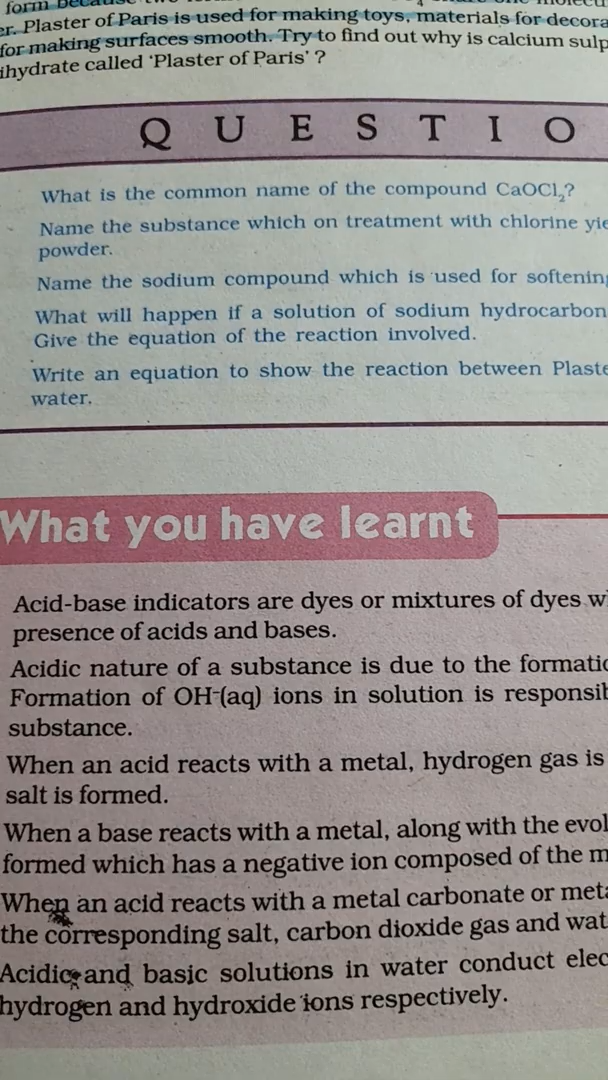 form because two
er. Plaster of Paris is used for making toys, materials for decora
for making surfaces smooth. Try to find out why is calcium sulp
ihydrate called 'Plaster of Paris' ?
Q U E S T I O
What is the common name of the compound CaOCl₂?
Name the substance which on treatment with chlorine yie
powder.
Name the sodium compound which is used for softening
What will happen if a solution of sodium hydrocarbon
Give the equation of the reaction involved.
Write an equation to show the reaction between Plaste
water.
What you have learnt
Acid-base indicators are dyes or mixtures of dyes w
presence of acids and bases.
Acidic nature of a substance is due to the formatio
Formation of OH⁻(aq) ions in solution is responsib
substance.
When an acid reacts with a metal, hydrogen gas is
salt is formed.
When a base reacts with a metal, along with the evol
formed which has a negative ion composed of the m
When an acid reacts with a metal carbonate or meta
the corresponding salt, carbon dioxide gas and wat
Acidic and basic solutions in water conduct elec
hydrogen and hydroxide ions respectively.